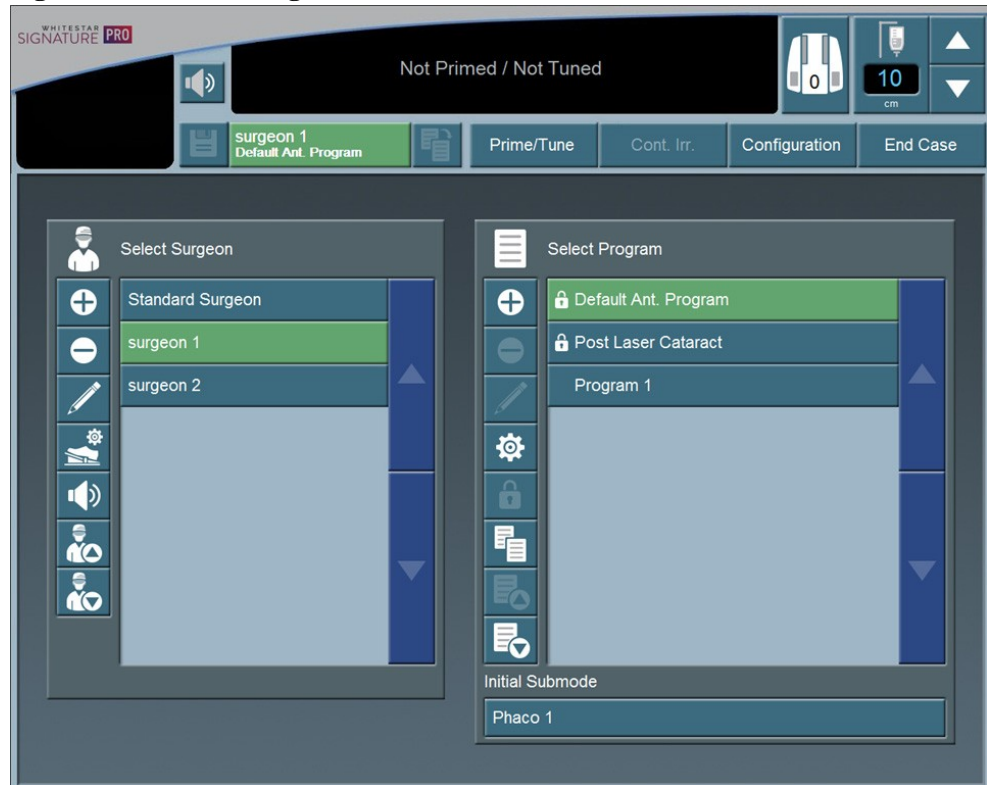 WHITESTAR
SIGNATURE PRO
Not Primed / Not Tuned
0
10
cm
surgeon 1
Default Ant. Program
Prime/Tune
Cont. Irr.
Configuration
End Case
Select Surgeon
Standard Surgeon
surgeon 1
surgeon 2
Select Program
Default Ant. Program
Post Laser Cataract
Program 1
Initial Submode
Phaco 1